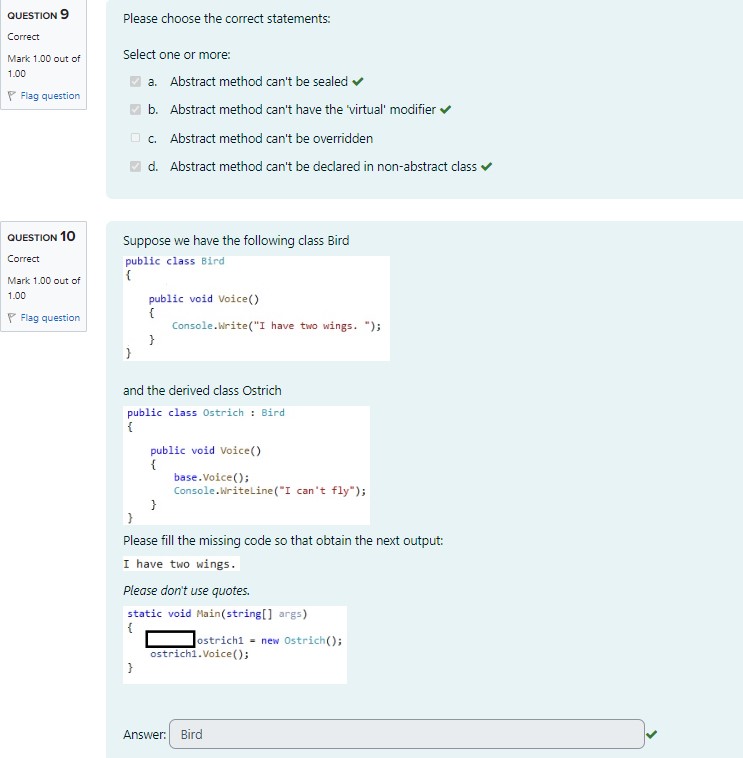 QUESTION 9
Correct
Mark 1.00 out of
1.00
Flag question
Please choose the correct statements:
Select one or more:
a. Abstract method can't be sealed
b. Abstract method can't have the 'virtual' modifier
c. Abstract method can't be overridden
d. Abstract method can't be declared in non-abstract class
QUESTION 10
Correct
Mark 1.00 out of
1.00
Flag question
Suppose we have the following class Bird
public class Bird
{
public void Voice()
{
Console.Write("I have two wings. ");
}
}
and the derived class Ostrich
public class Ostrich : Bird
{
public void Voice()
{
base.Voice();
Console.WriteLine("I can't fly");
}
}
Please fill the missing code so that obtain the next output:
I have two wings.
Please don't use quotes.
static void Main(string[] args)
{
ostrich1 = new Ostrich();
ostrich1.Voice();
}
Answer: Bird